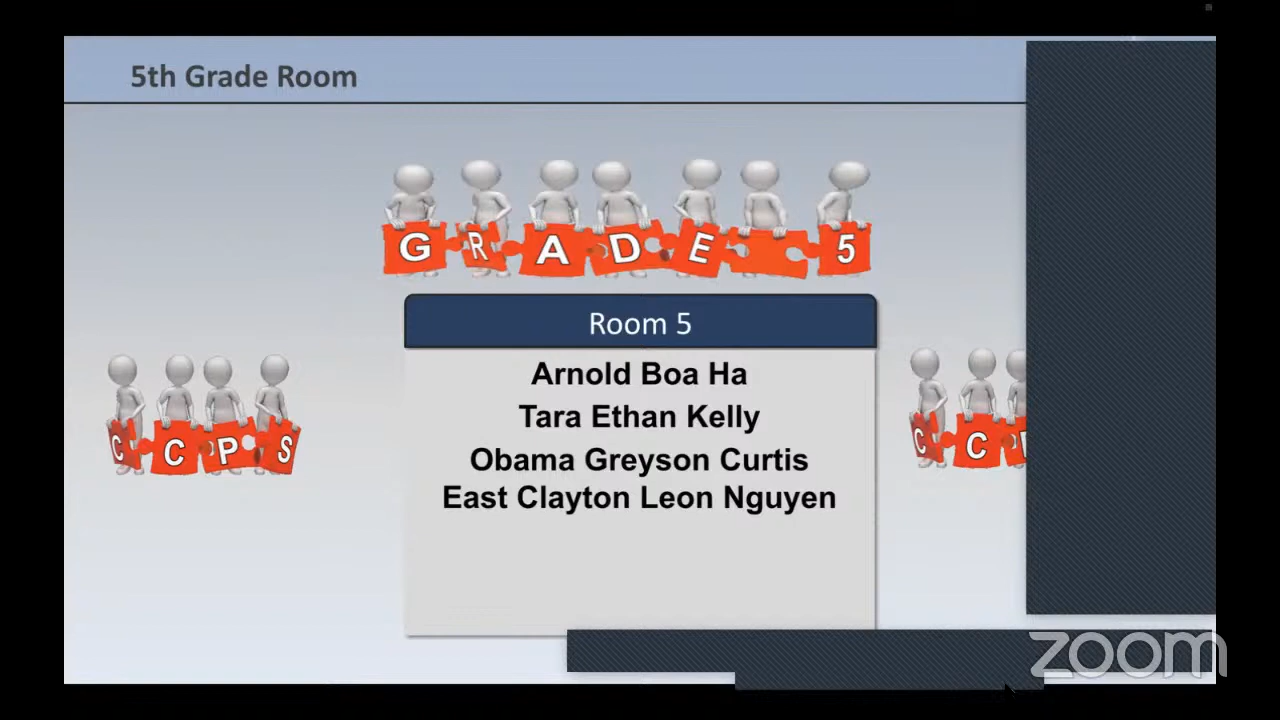 5th Grade Room
GRADE 5
Room 5
Arnold Boa Ha
Tara Ethan Kelly
Obama Greyson Curtis
East Clayton Leon Nguyen
CCPS
CC
zoom